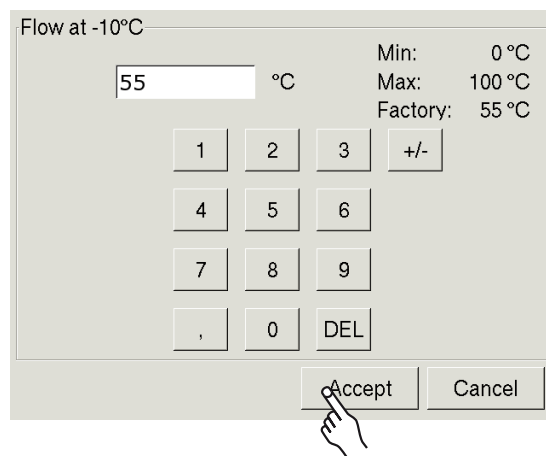 Flow at -10°C
Min: 0 °C
55 °C Max: 100 °C
Factory: 55 °C
1 2 3 +/-
4 5 6
7 8 9
, 0 DEL
Accept Cancel